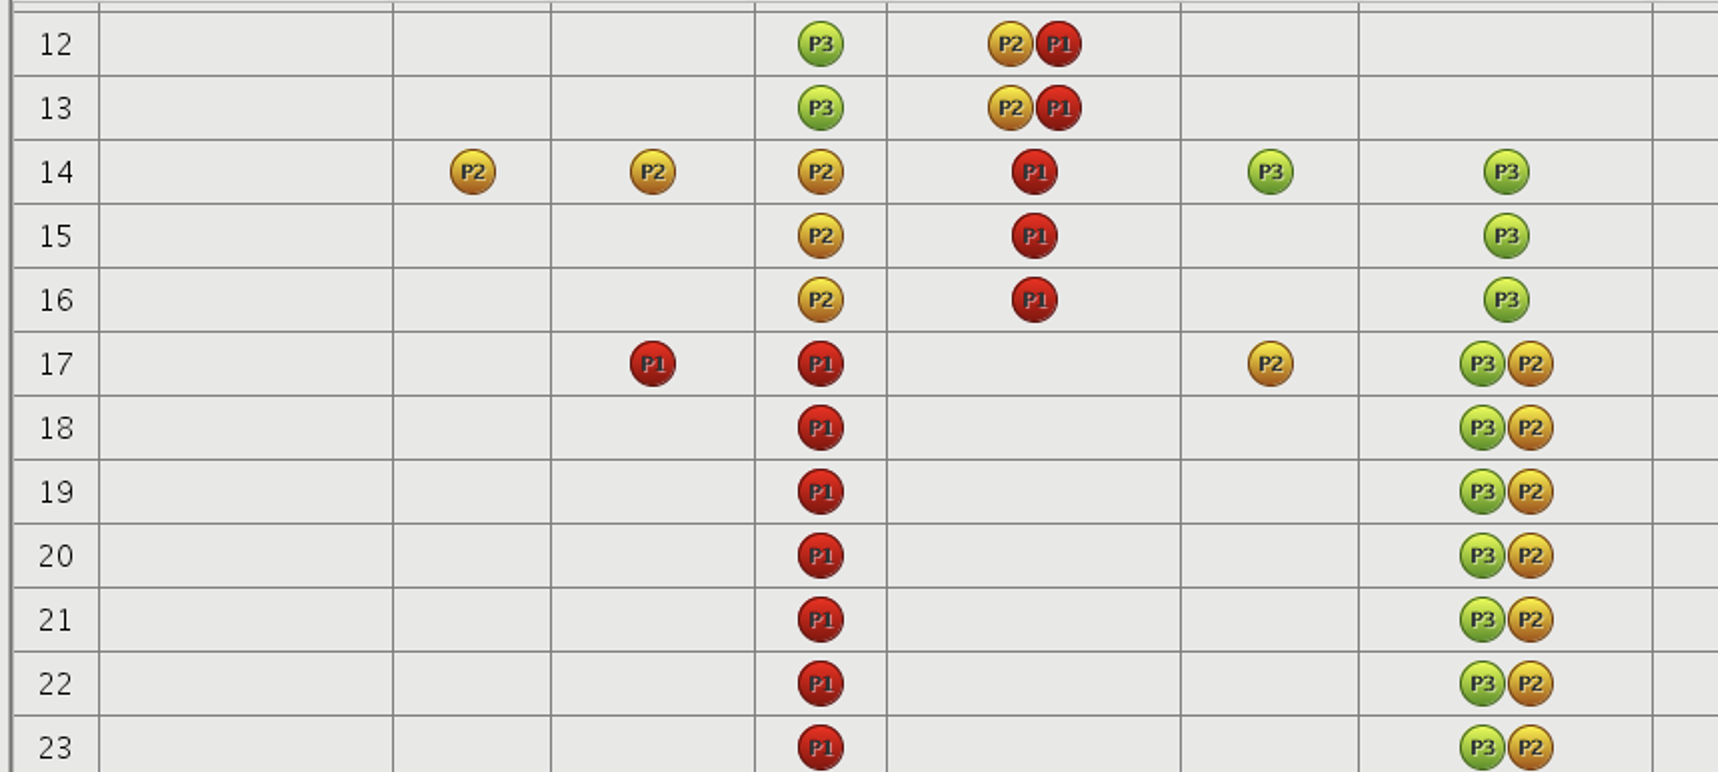 12 P3 P2 P1
13 P3 P2 P1
14 P2 P2 P2 P1 P3 P3
15 P2 P1 P3
16 P2 P1 P3
17 P1 P1 P2 P3 P2
18 P1 P3 P2
19 P1 P3 P2
20 P1 P3 P2
21 P1 P3 P2
22 P1 P3 P2
23 P1 P3 P2